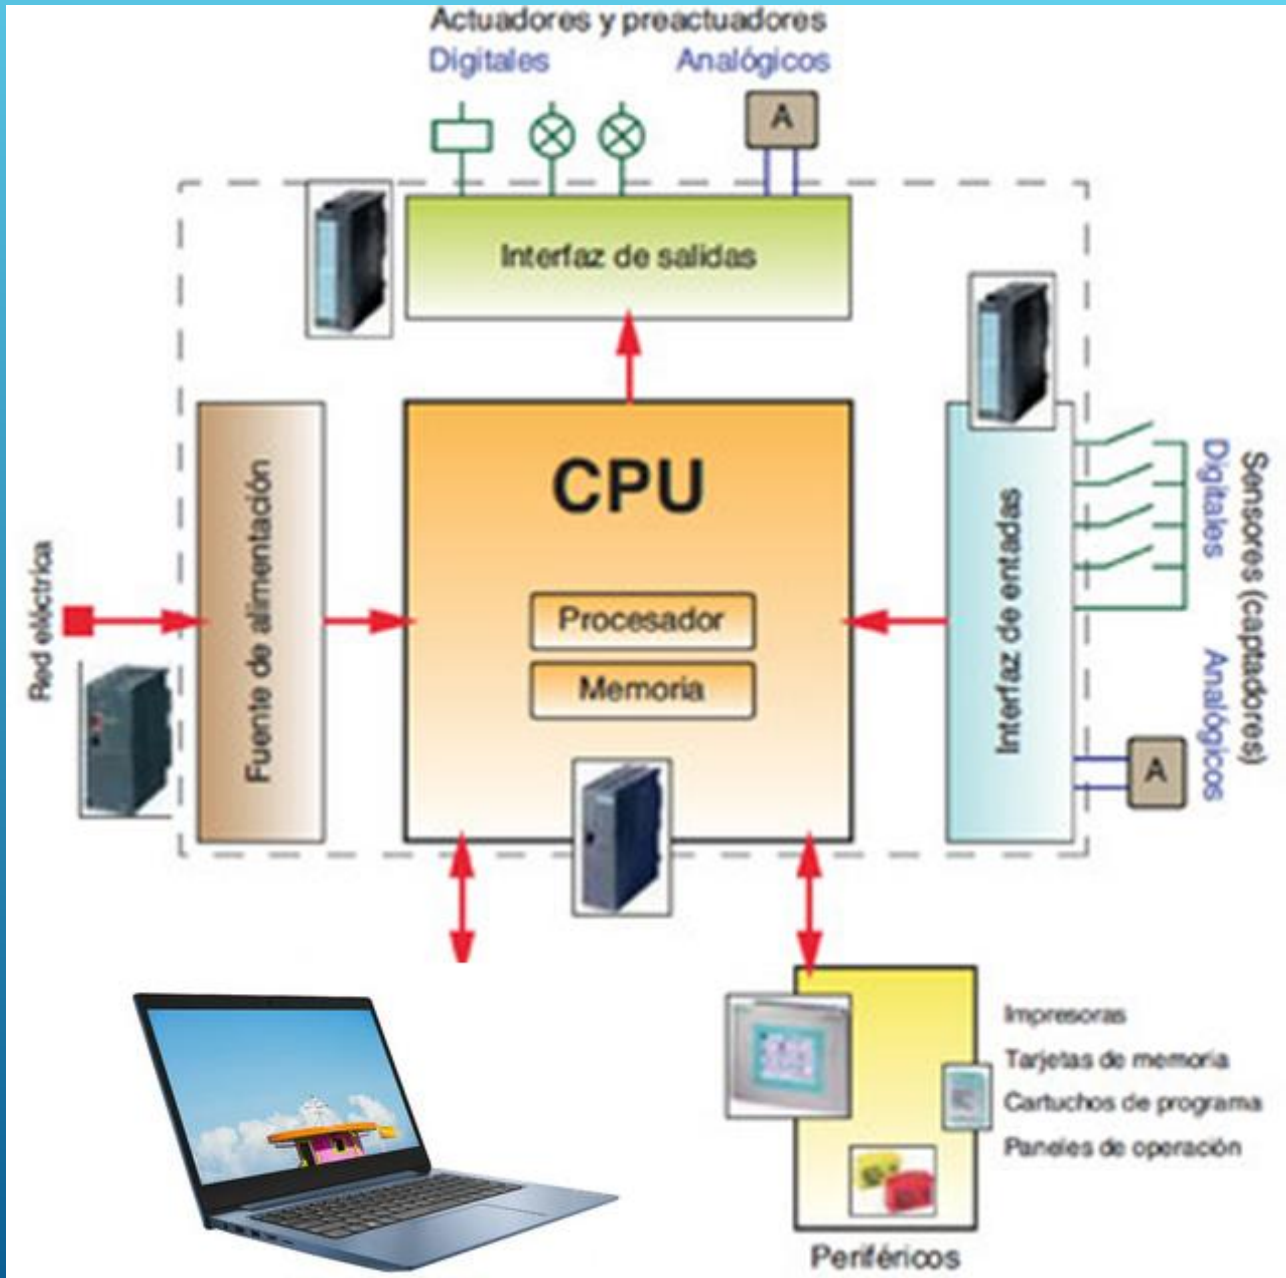 Actuadores y preactuadores
Digitales
Analógicos
A
Interfaz de salidas
CPU
Procesador
Memoria
Red eléctrica
Fuente de alimentación
Interfaz de entadas
Digitales
Analógicos
Sensores (captadores)
A
Impresoras
Tarjetas de memoria
Cartuchos de programa
Paneles de operación
Periféricos